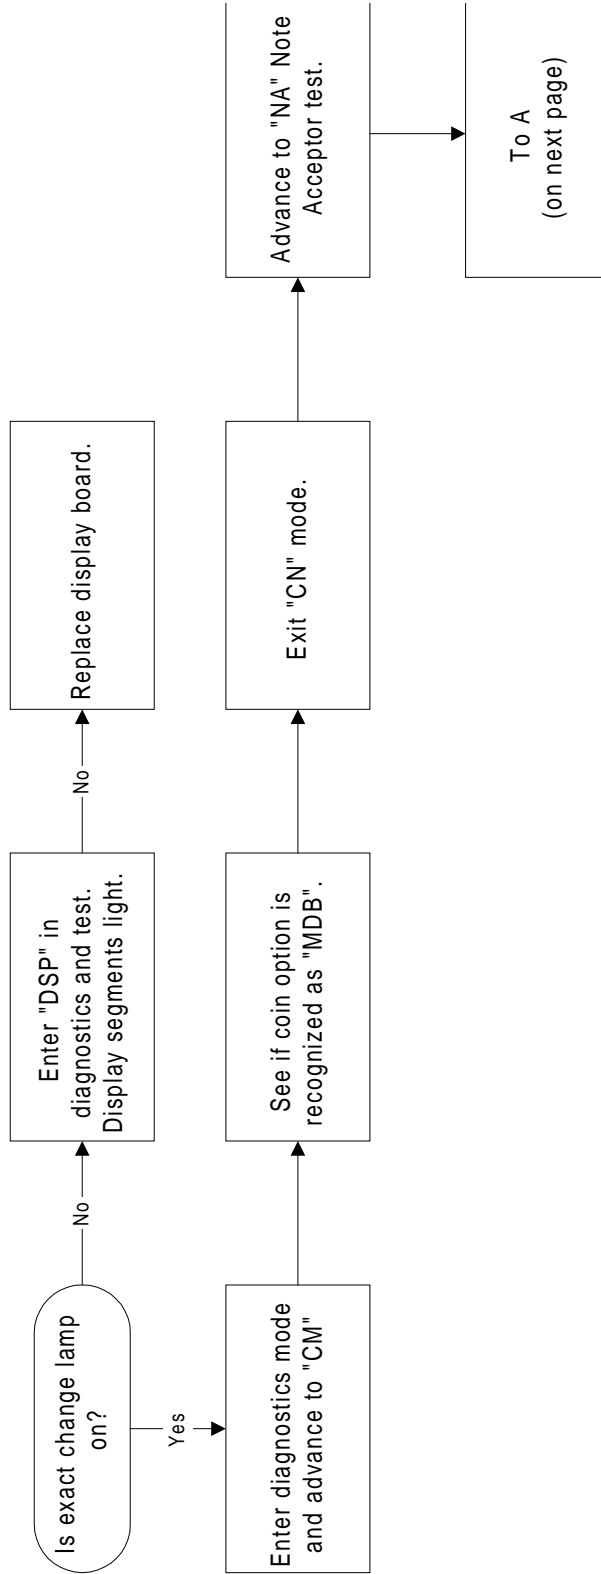 Is exact change lamp
on?
No
Enter "DSP" in
diagnostics and test.
Display segments light.
No
Replace display board.
Yes
Enter diagnostics mode
and advance to "CM"
See if coin option is
recognized as "MDB".
Exit "CN" mode.
Advance to "NA" Note
Acceptor test.
To A
(on next page)